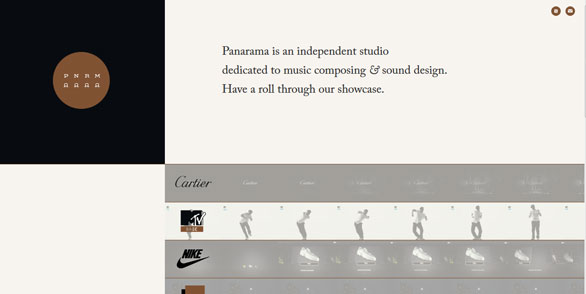 P N R M
A A A A
Panarama is an independent studio
dedicated to music composing & sound design.
Have a roll through our showcase.
Cartier
MTV
NIKE